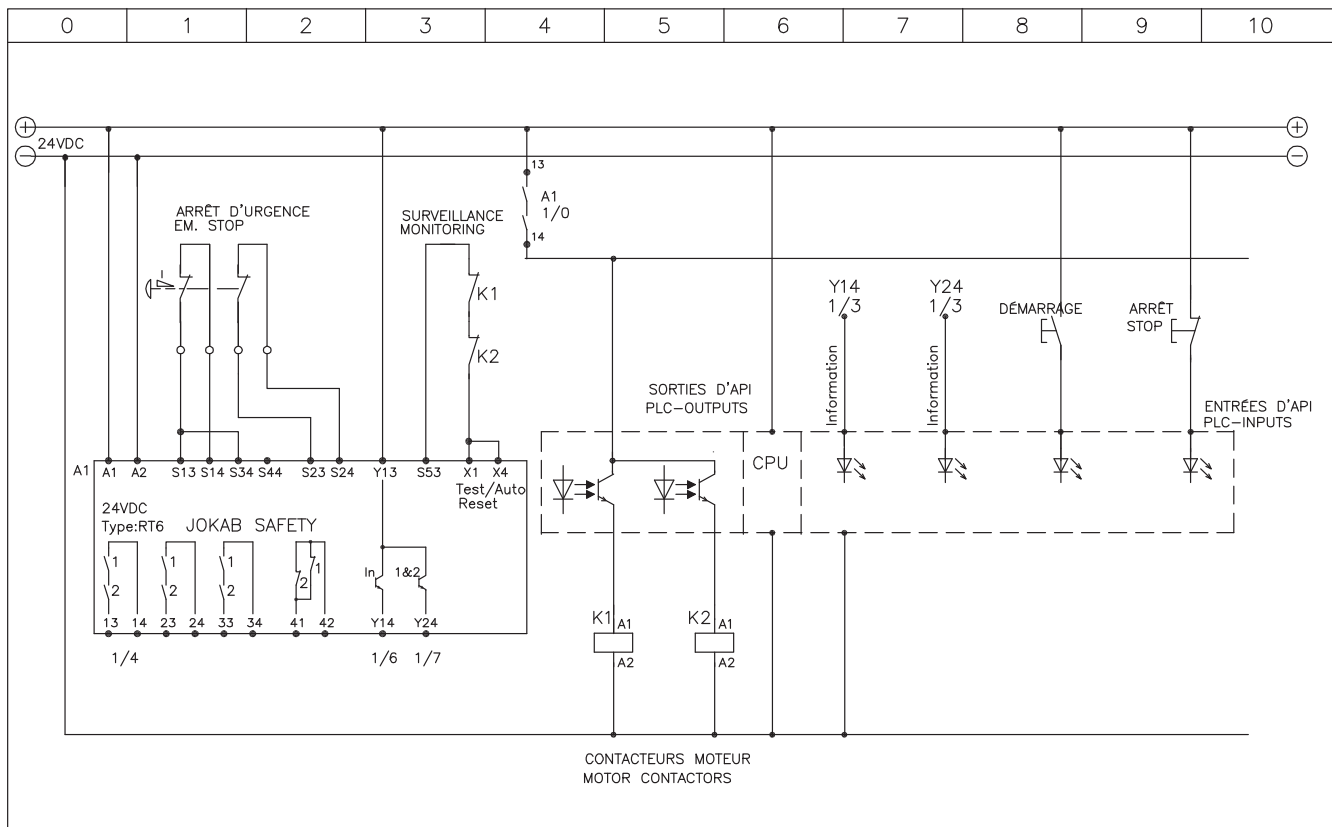 0 1 2 3 4 5 6 7 8 9 10
+ +
24VDC
- -
13
A1
1/0
14
ARRÊT D'URGENCE
EM. STOP
SURVEILLANCE
MONITORING
K1
K2
Y14
1/3
Y24
1/3
DÉMARRAGE
ARRÊT
STOP
Information
Information
SORTIES D'API
PLC-OUTPUTS
ENTRÉES D'API
PLC-INPUTS
CPU
A1 A1 A2 S13 S14 S34 S44 S23 S24 Y13 S53 X1 X4
Test/Auto
Reset
24VDC
Type:RT6 JOKAB SAFETY
1 1 1 2 1
2 2 2
In 1&2
13 14 23 24 33 34 41 42 Y14 Y24
1/4 1/6 1/7
K1 A1
A2
K2 A1
A2
CONTACTEURS MOTEUR
MOTOR CONTACTORS